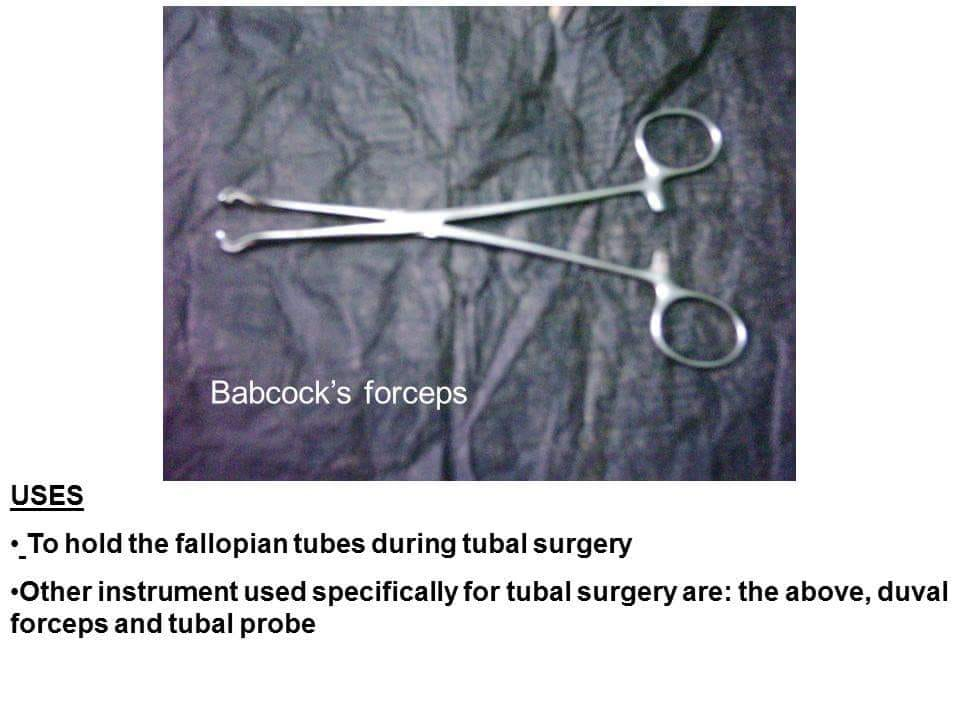 Babcock’s forceps
USES
• To hold the fallopian tubes during tubal surgery
•Other instrument used specifically for tubal surgery are: the above, duval
forceps and tubal probe